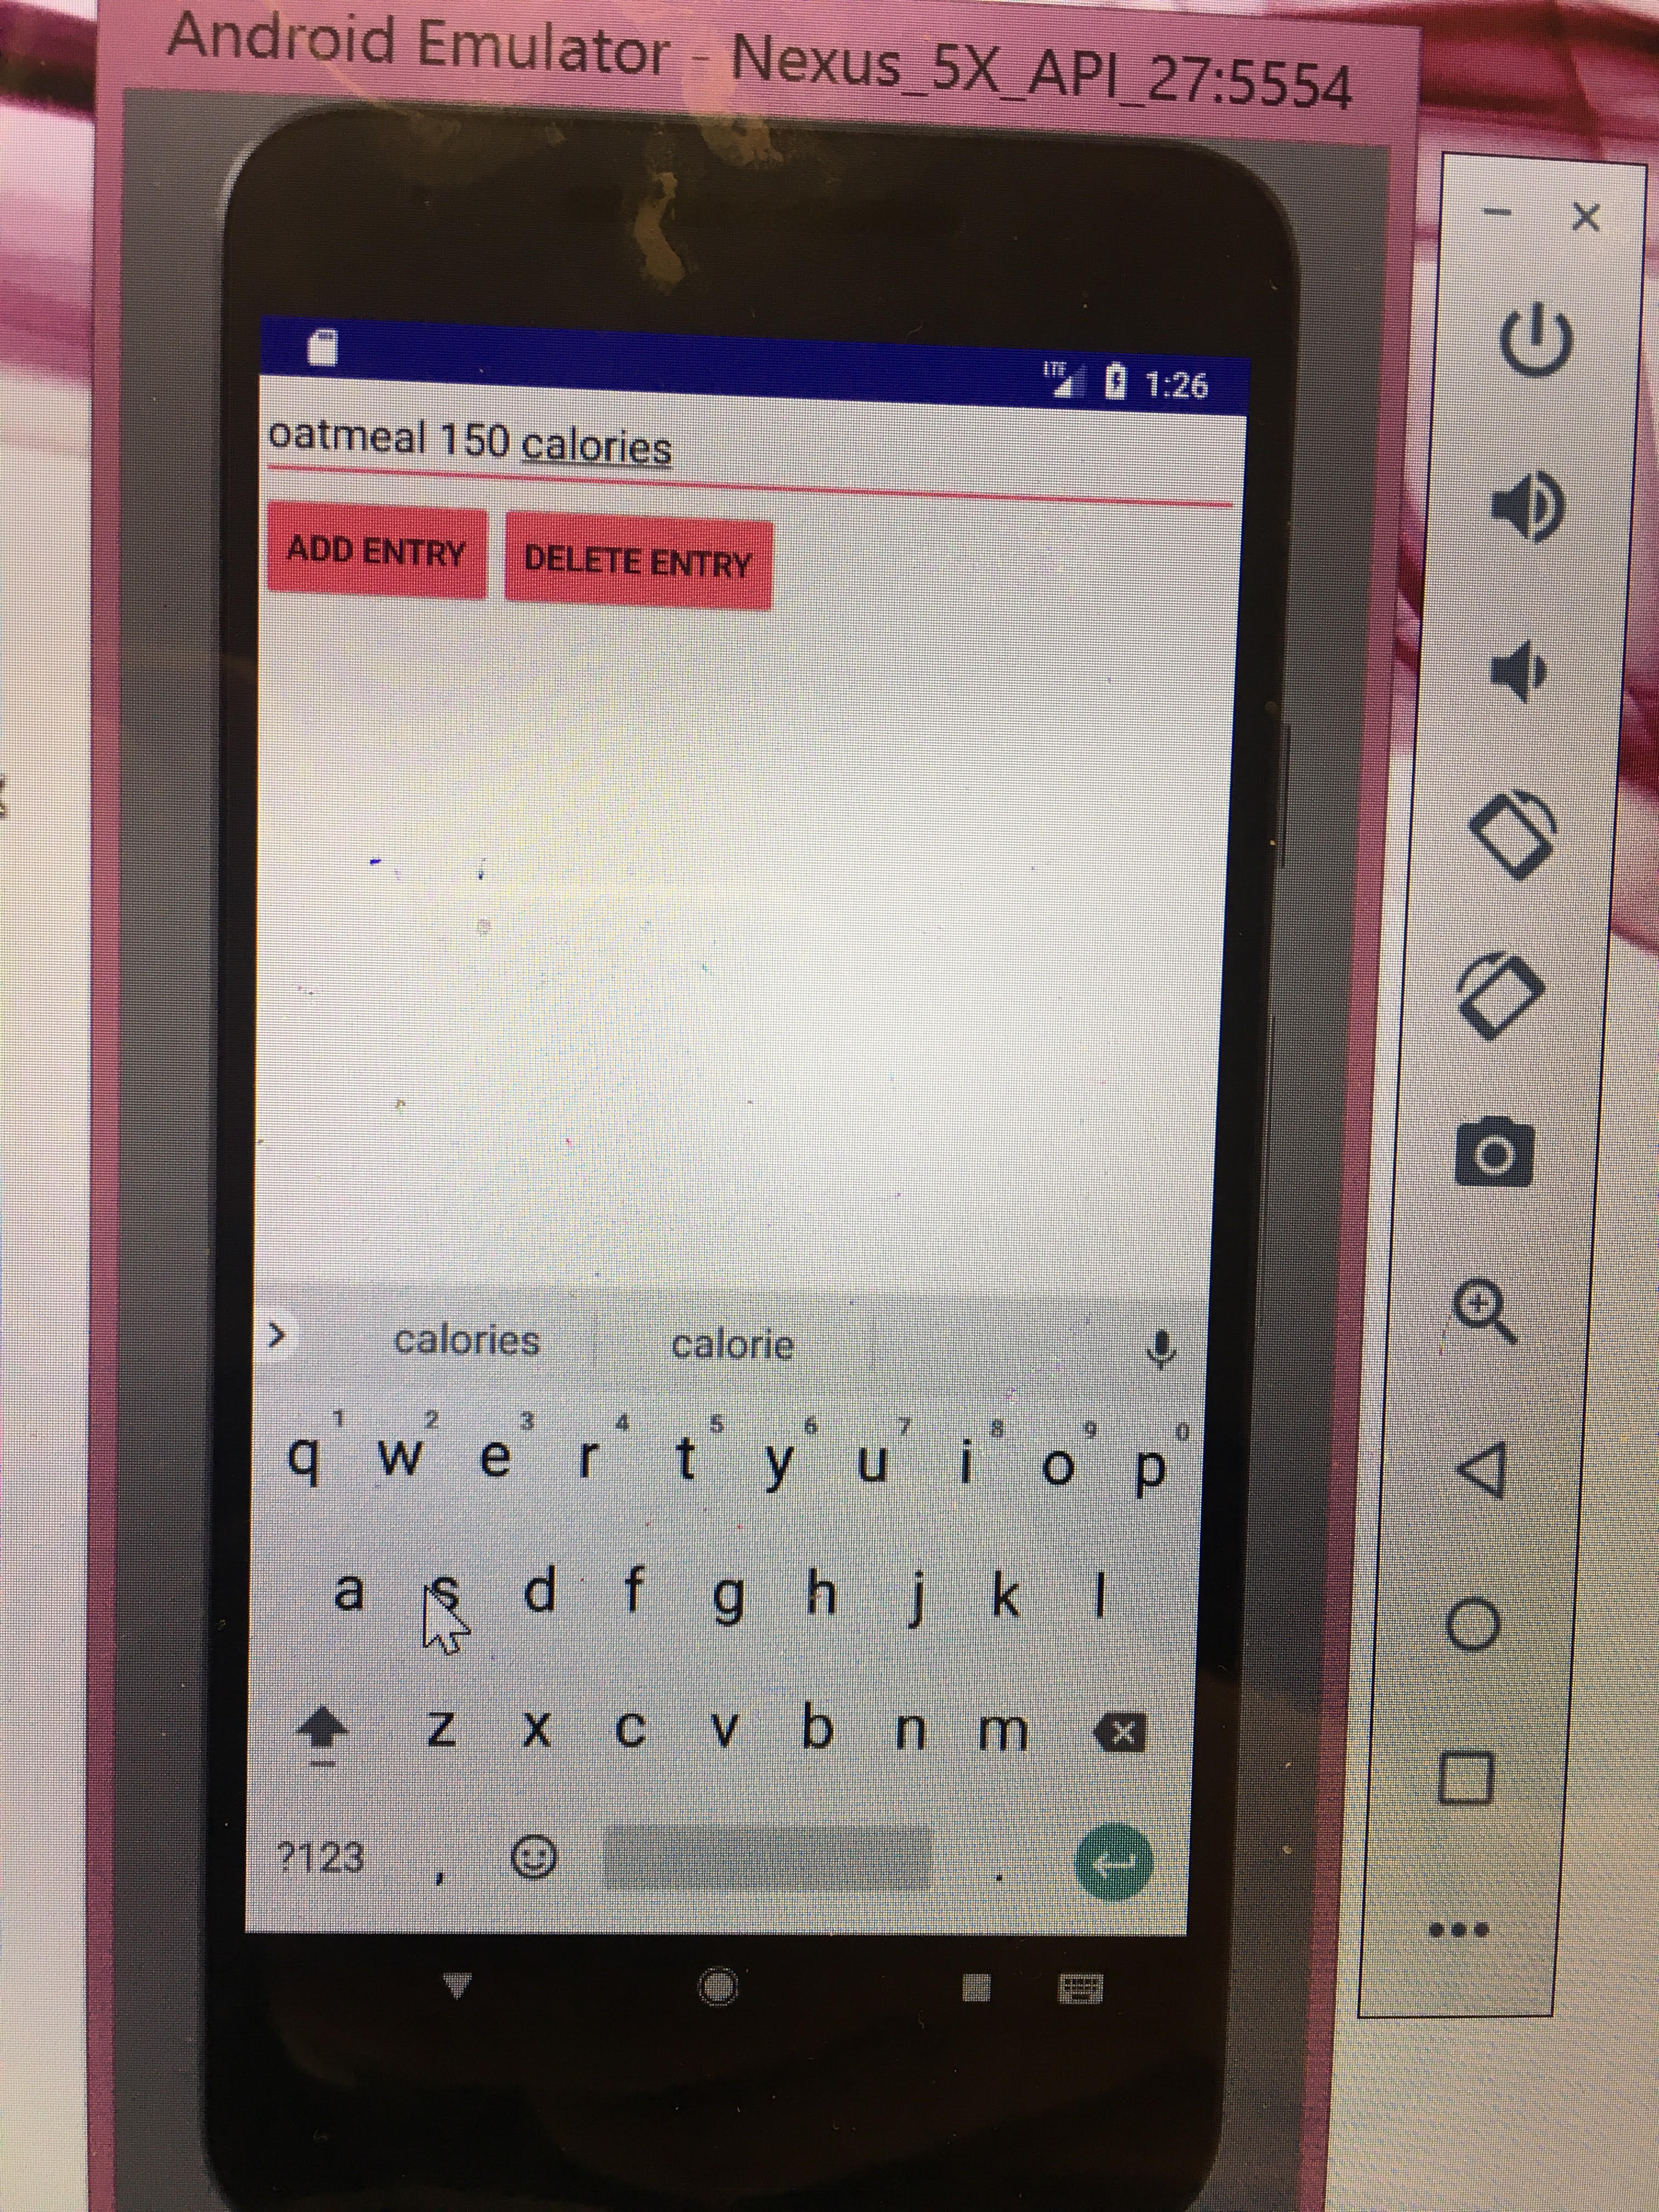 Android Emulator - Nexus_5X_API_27:5554
LTE 1:26
oatmeal 150 calories
ADD ENTRY DELETE ENTRY
calories calorie
1 2 3 4 5 6 7 8 9 0
q w e r t y u i o p
a s d f g h j k l
z x c v b n m
?123 , .